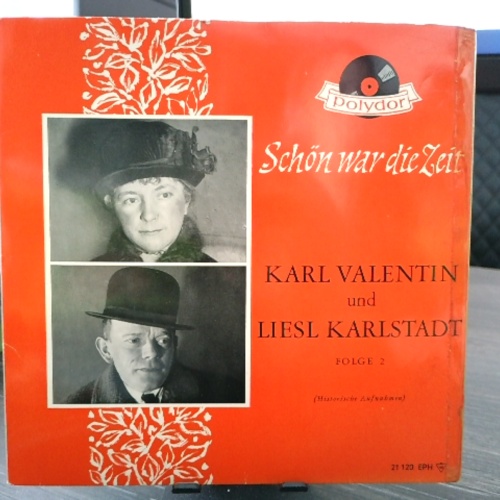 polydor
Schön war die Zeit
KARL VALENTIN
und
LIESL KARLSTADT
FOLGE 2
(Historische Aufnahmen)
21 123 EPH